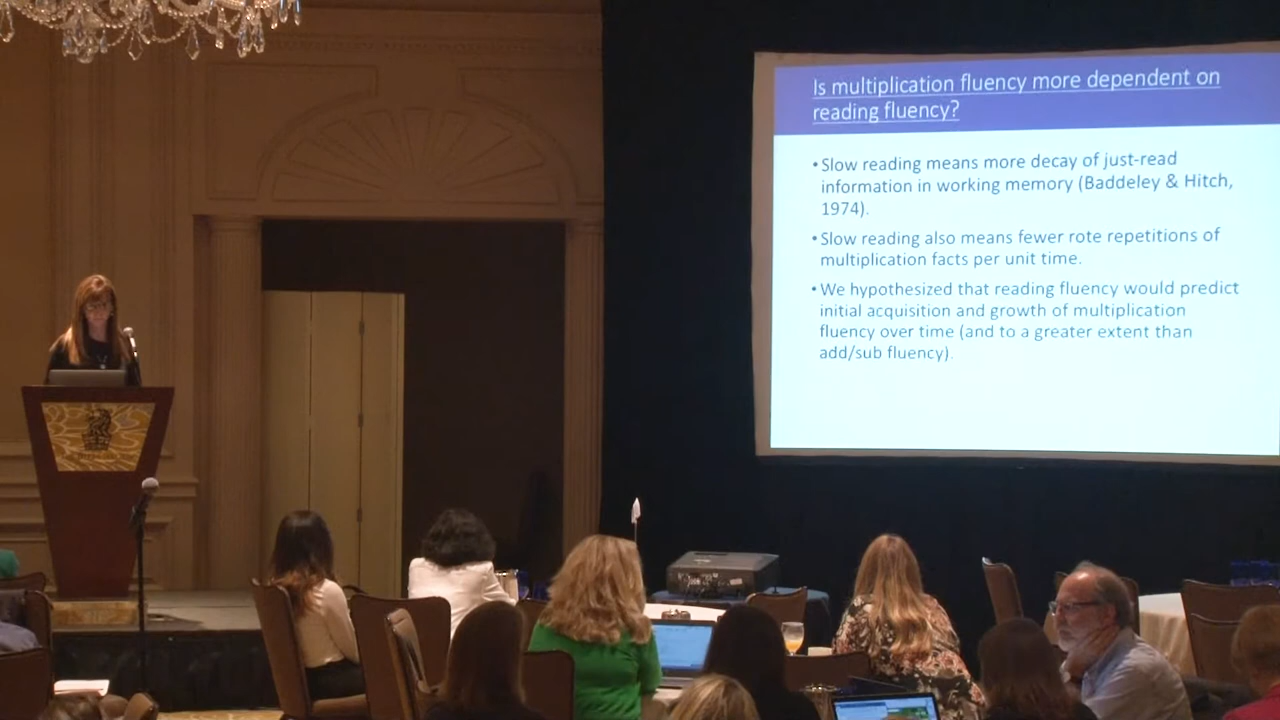 Is multiplication fluency more dependent on
reading fluency?
•Slow reading means more decay of just-read
information in working memory (Baddeley & Hitch,
1974).
•Slow reading also means fewer rote repetitions of
multiplication facts per unit time.
•We hypothesized that reading fluency would predict
initial acquisition and growth of multiplication
fluency over time (and to a greater extent than
add/sub fluency).